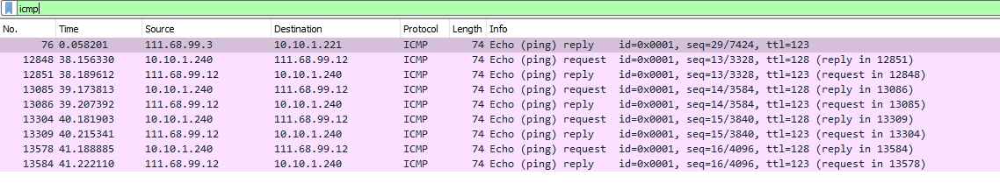 icmp
No. Time Source Destination Protocol Length Info
76 0.058201 111.68.99.3 10.10.1.221 ICMP 74 Echo (ping) reply id=0x0001, seq=29/7424, ttl=123
12848 38.156330 10.10.1.240 111.68.99.12 ICMP 74 Echo (ping) request id=0x0001, seq=13/3328, ttl=128 (reply in 12851)
12851 38.189612 111.68.99.12 10.10.1.240 ICMP 74 Echo (ping) reply id=0x0001, seq=13/3328, ttl=123 (request in 12848)
13085 39.173813 10.10.1.240 111.68.99.12 ICMP 74 Echo (ping) request id=0x0001, seq=14/3584, ttl=128 (reply in 13086)
13086 39.207392 111.68.99.12 10.10.1.240 ICMP 74 Echo (ping) reply id=0x0001, seq=14/3584, ttl=123 (request in 13085)
13304 40.181903 10.10.1.240 111.68.99.12 ICMP 74 Echo (ping) request id=0x0001, seq=15/3840, ttl=128 (reply in 13309)
13309 40.215341 111.68.99.12 10.10.1.240 ICMP 74 Echo (ping) reply id=0x0001, seq=15/3840, ttl=123 (request in 13304)
13578 41.188885 10.10.1.240 111.68.99.12 ICMP 74 Echo (ping) request id=0x0001, seq=16/4096, ttl=128 (reply in 13584)
13584 41.222110 111.68.99.12 10.10.1.240 ICMP 74 Echo (ping) reply id=0x0001, seq=16/4096, ttl=123 (request in 13578)